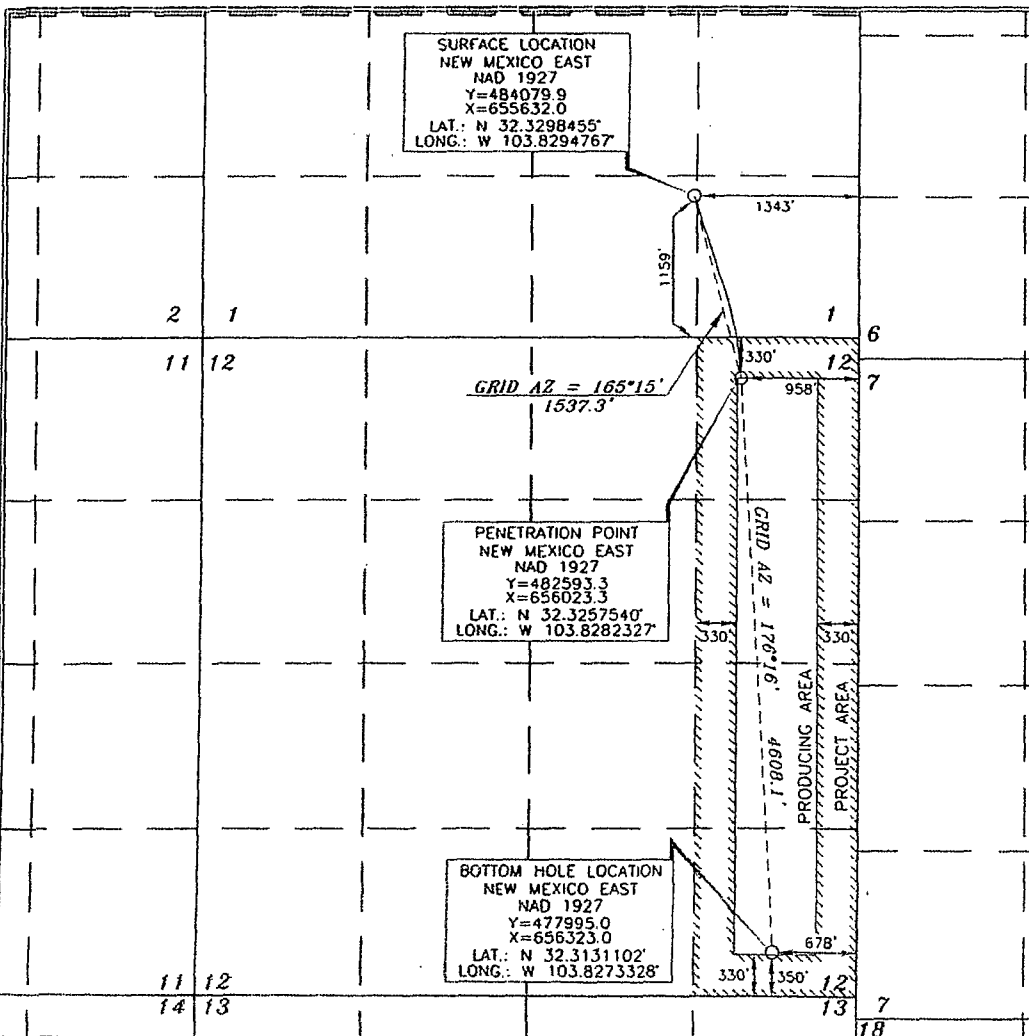 SURFACE LOCATION
NEW MEXICO EAST
NAD 1927
Y=484079.9
X=655632.0
LAT.: N 32.3298455°
LONG.: W 103.8294767°
1343'
1159'
2 1
1
6
11 12
330'
12
7
GRID AZ = 165°15'
1537.3'
958'
PENETRATION POINT
NEW MEXICO EAST
NAD 1927
Y=482593.3
X=656023.3
LAT.: N 32.3257540°
LONG.: W 103.8282327°
GRID AZ = 176°16' 4608.1'
330'
330'
PRODUCING AREA
PROJECT AREA
BOTTOM HOLE LOCATION
NEW MEXICO EAST
NAD 1927
Y=477995.0
X=656323.0
LAT.: N 32.3131102°
LONG.: W 103.8273328°
678'
330'
350'
11 12
12
14 13
13
7
18